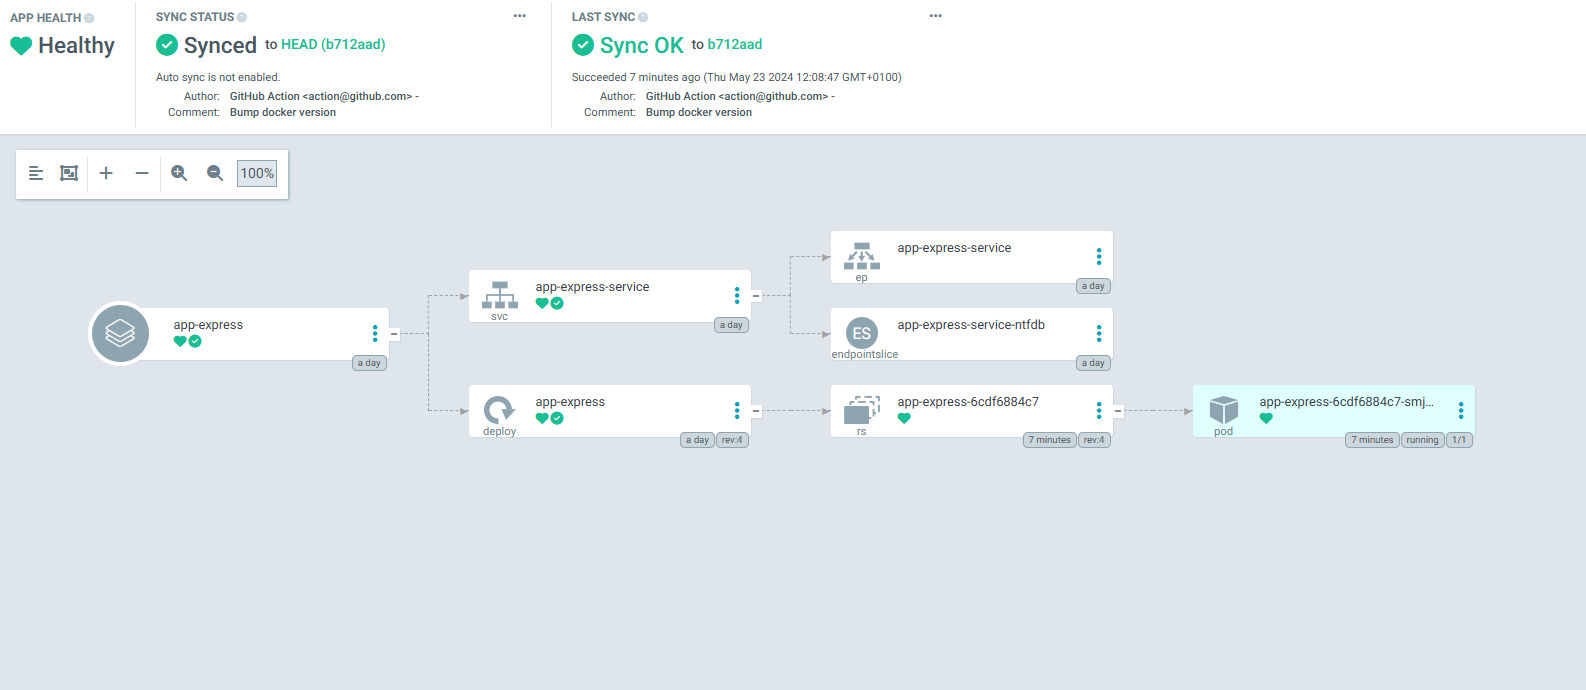 APP HEALTH
Healthy
SYNC STATUS
Synced to HEAD (b712aad)
Auto sync is not enabled.
Author: GitHub Action <action@github.com> -
Comment: Bump docker version
LAST SYNC
Sync OK to b712aad
Succeeded 7 minutes ago (Thu May 23 2024 12:08:47 GMT+0100)
Author: GitHub Action <action@github.com> -
Comment: Bump docker version
100%
app-express
a day
app-express-service
svc
a day
app-express-service
ep
a day
ES
app-express-service-ntfdb
endpointslice
a day
app-express
deploy
a day rev:4
app-express-6cdf6884c7
rs
7 minutes rev:4
app-express-6cdf6884c7-smj...
pod
7 minutes running 1/1